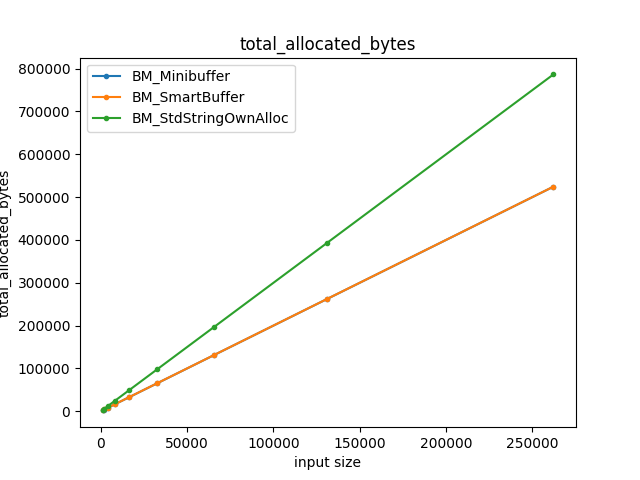 total_allocated_bytes
BM_Minibuffer
BM_SmartBuffer
BM_StdStringOwnAlloc
total_allocated_bytes
800000
700000
600000
500000
400000
300000
200000
100000
0
0 50000 100000 150000 200000 250000
input size